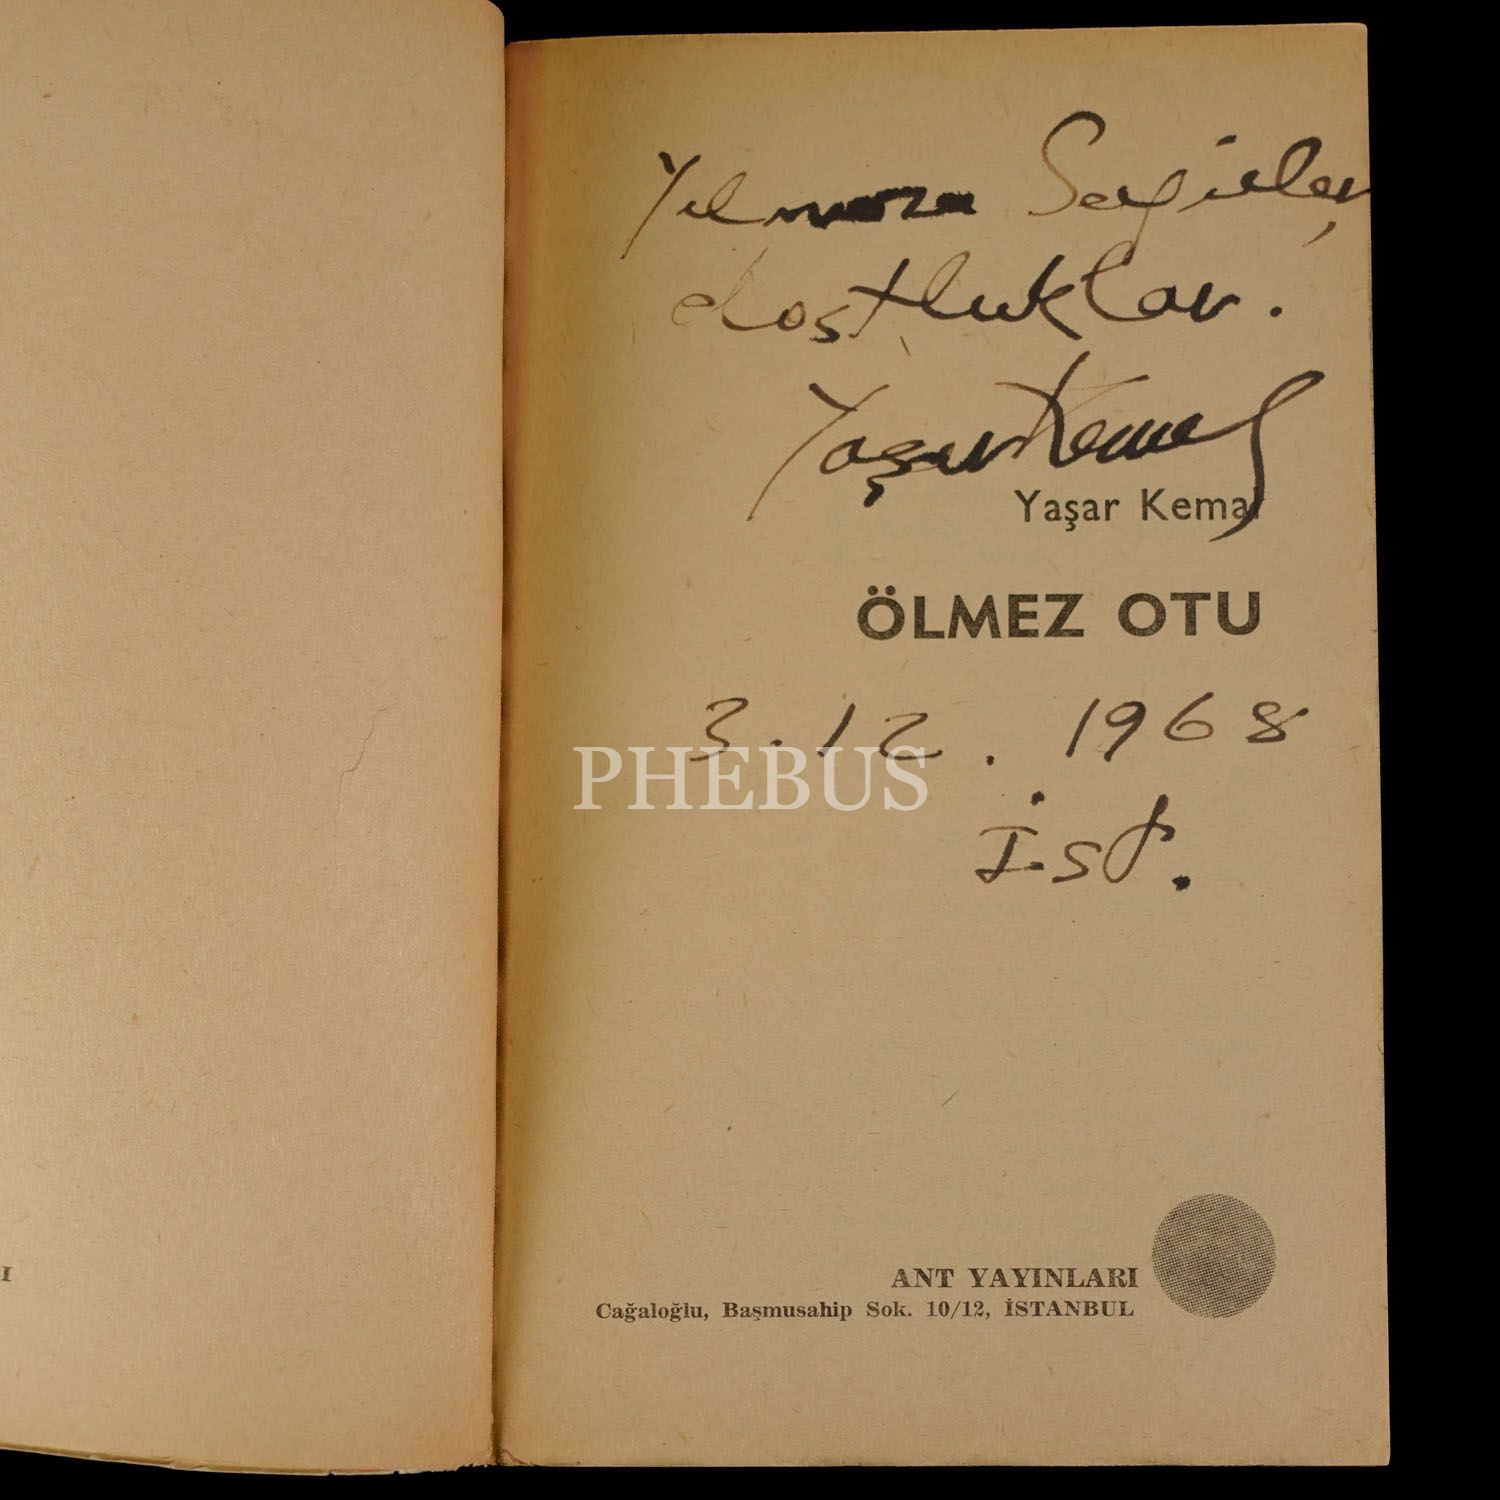 Yılmaza Sevgiler,
dostluklar.
Yaşar Kemal
Yaşar Kemal
ÖLMEZ OTU
3.12.1968
PHEBUS
İst.
I
ANT YAYINLARI
Cağaloğlu, Başmusahip Sok. 10/12, İSTANBUL